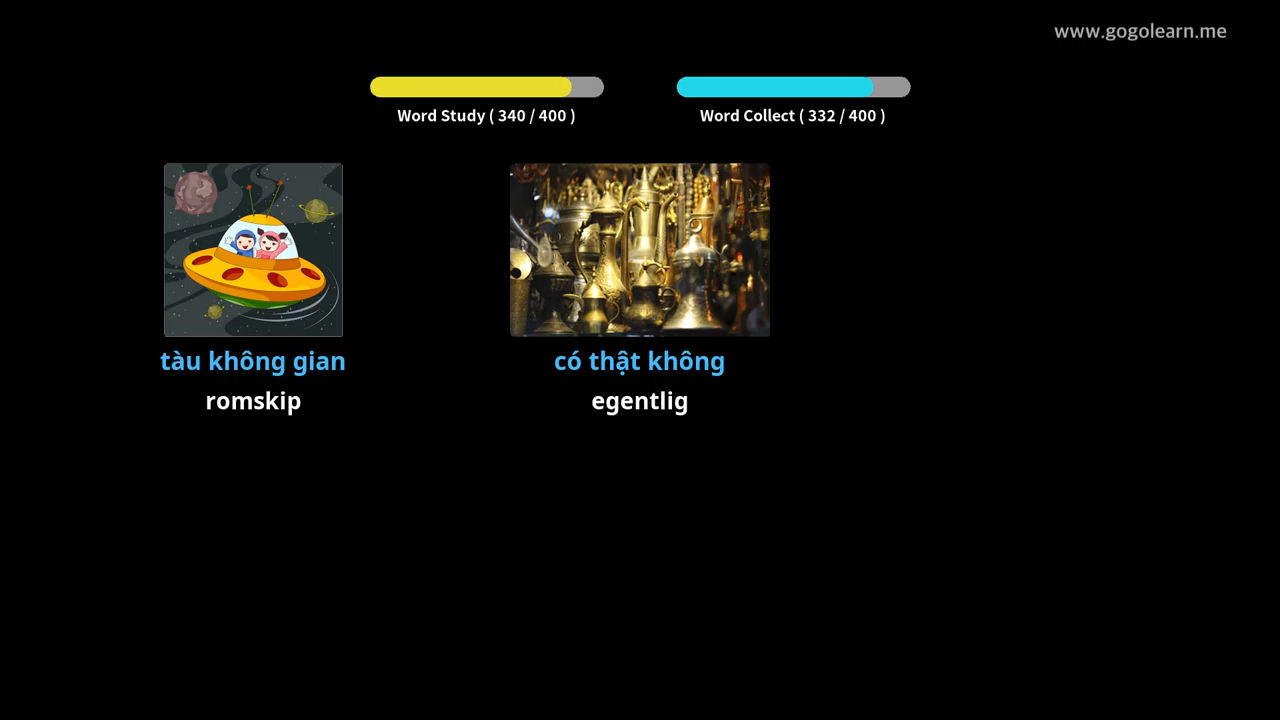 www.gogolearn.me
Word Study ( 340 / 400 )
Word Collect ( 332 / 400 )
tàu không gian
romskip
có thật không
egentlig